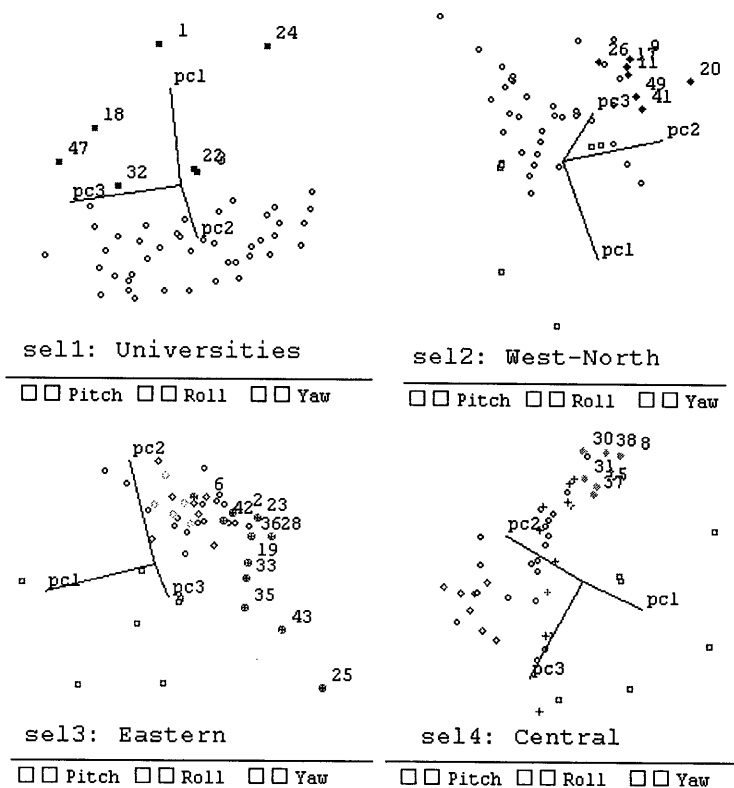 1
24
pc1
18
47
32
22
pc3
pc2
sel1: Universities
Pitch Roll Yaw
26
17
9
11
20
49
41
pc3
9
pc2
pc1
sel2: West-North
Pitch Roll Yaw
pc2
6
42
2
23
36
28
19
33
35
43
25
pc1
pc3
sel3: Eastern
Pitch Roll Yaw
30
38
8
31
37
pc2
pc1
pc3
sel4: Central
Pitch Roll Yaw